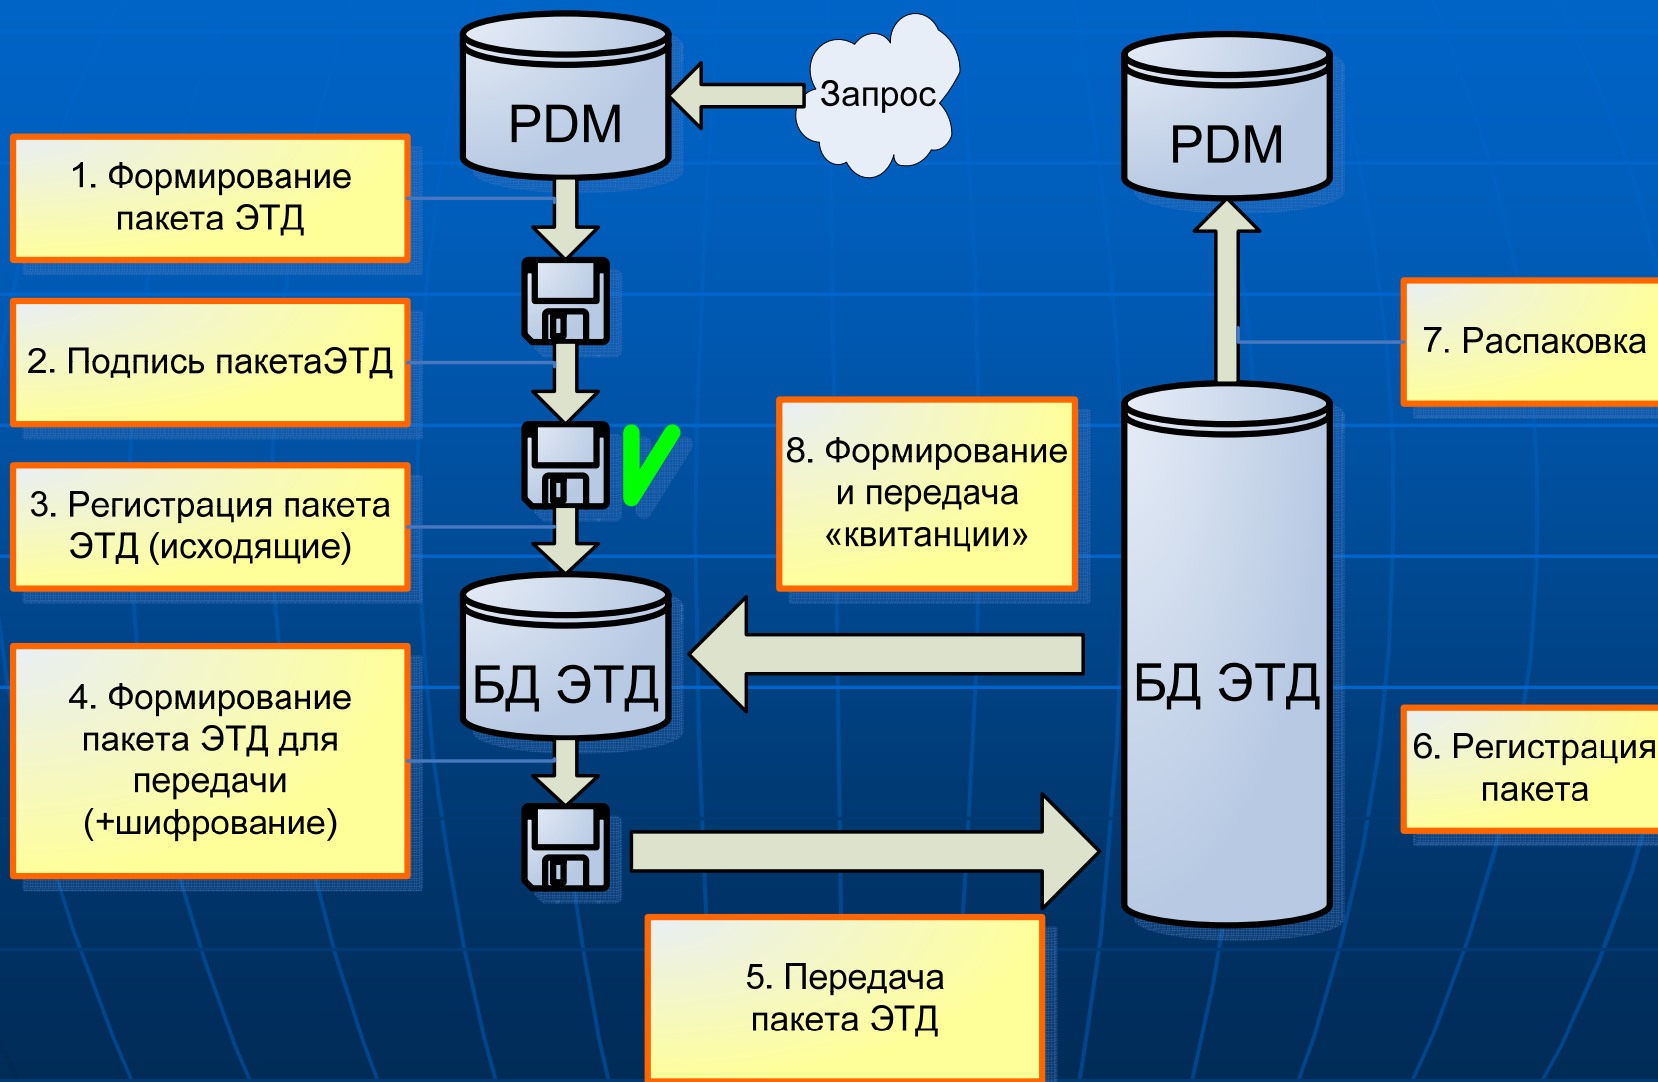 PDM
Запрос
PDM
1. Формирование
пакета ЭТД
2. Подпись пакетаЭТД
3. Регистрация пакета
ЭТД (исходящие)
БД ЭТД
4. Формирование
пакета ЭТД для
передачи
(+шифрование)
5. Передача
пакета ЭТД
8. Формирование
и передача
«квитанции»
БД ЭТД
7. Распаковка
6. Регистрация
пакета